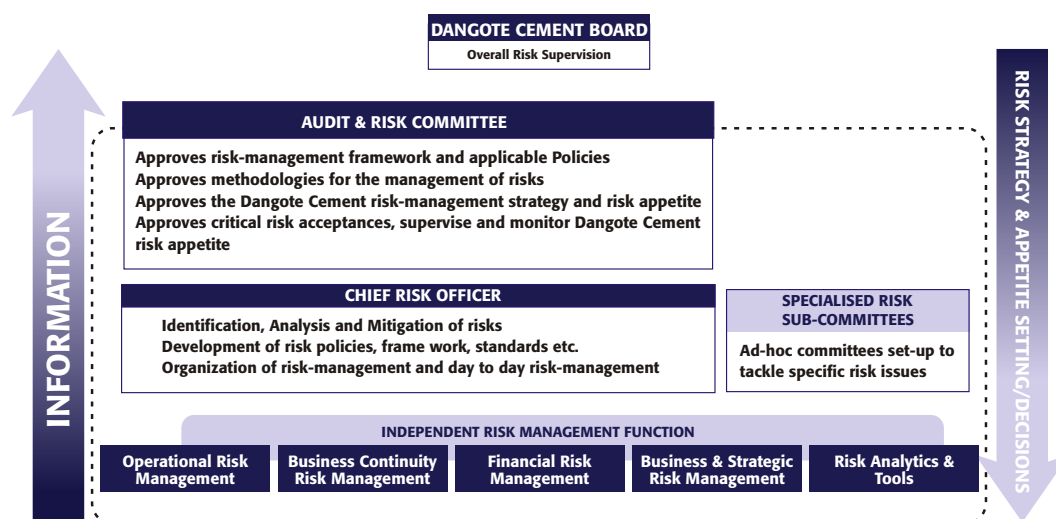 DANGOTE CEMENT BOARD
Overall Risk Supervision
INFORMATION
RISK STRATEGY & APPETITE SETTING/DECISIONS
AUDIT & RISK COMMITTEE
Approves risk-management framework and applicable Policies
Approves methodologies for the management of risks
Approves the Dangote Cement risk-management strategy and risk appetite
Approves critical risk acceptances, supervise and monitor Dangote Cement
risk appetite
CHIEF RISK OFFICER
Identification, Analysis and Mitigation of risks
Development of risk policies, frame work, standards etc.
Organization of risk-management and day to day risk-management
SPECIALISED RISK
SUB-COMMITTEES
Ad-hoc committees set-up to
tackle specific risk issues
INDEPENDENT RISK MANAGEMENT FUNCTION
Operational Risk
Management
Business Continuity
Risk Management
Financial Risk
Management
Business & Strategic
Risk Management
Risk Analytics &
Tools